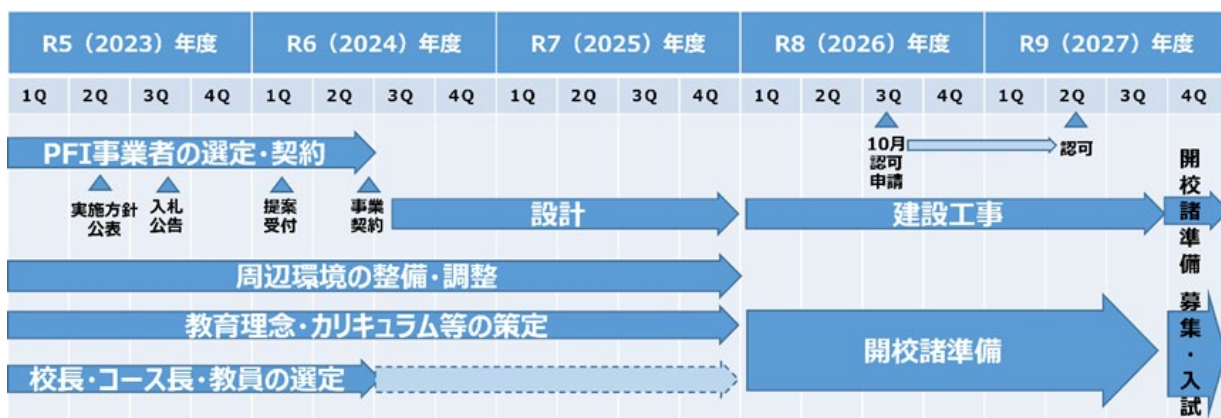 R5（2023）年度 R6（2024）年度 R7（2025）年度 R8（2026）年度 R9（2027）年度
1Q 2Q 3Q 4Q 1Q 2Q 3Q 4Q 1Q 2Q 3Q 4Q 1Q 2Q 3Q 4Q 1Q 2Q 3Q 4Q
PFI事業者の選定・契約
実施方針
公表
入札
公告
提案
受付
事業
契約
10月
認可
申請
認可
設計
建設工事
開校諸準備
周辺環境の整備・調整
教育理念・カリキュラム等の策定
校長・コース長・教員の選定
開校諸準備
募集・入試